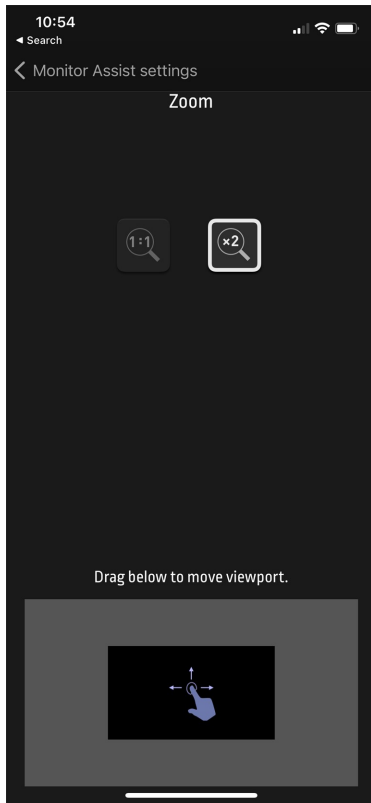 10:54
◀ Search
Monitor Assist settings
Zoom
1:1
×2
Drag below to move viewport.